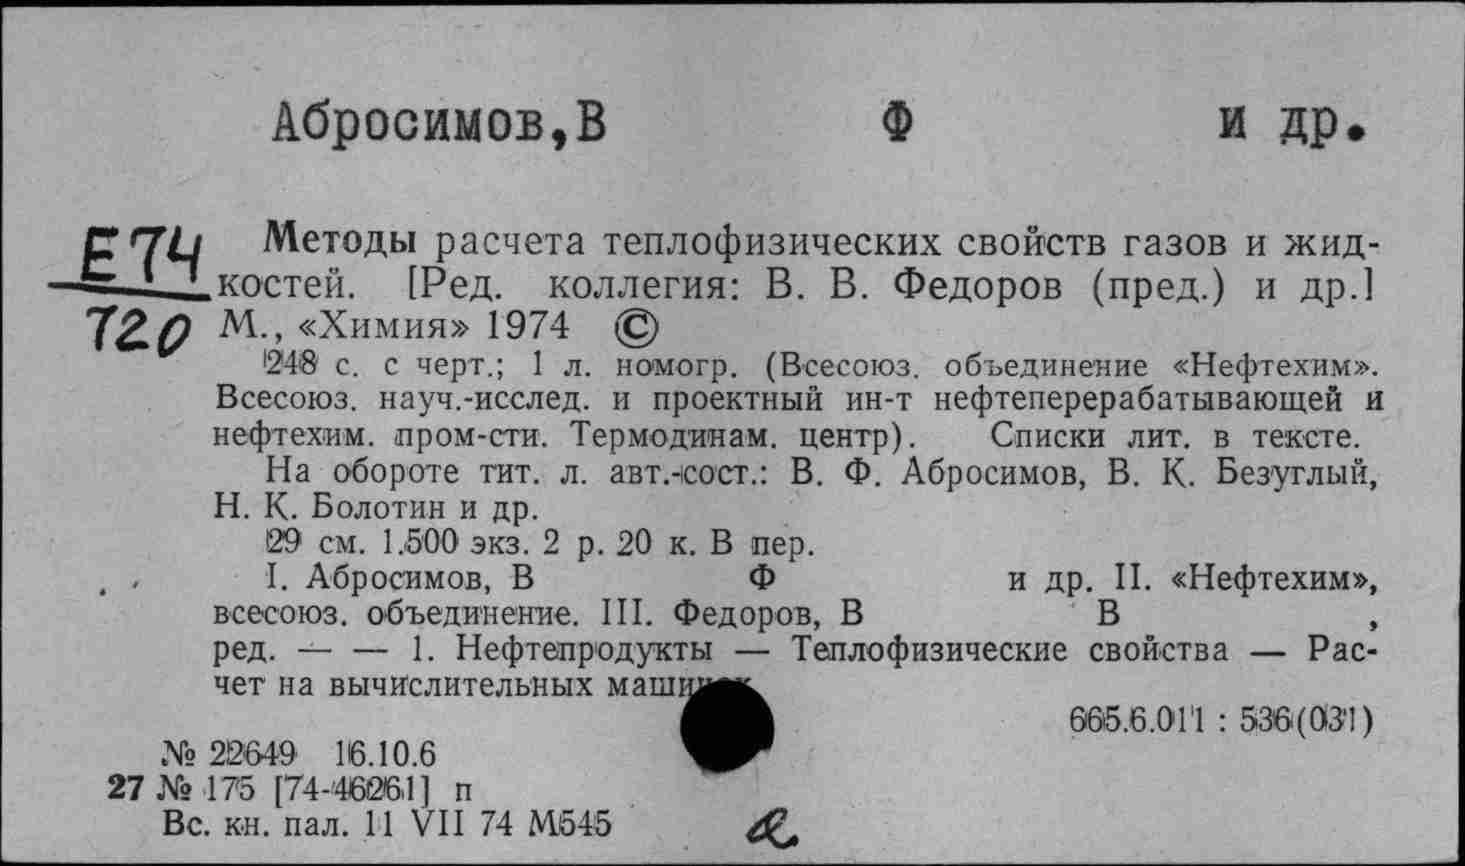 Абросимов,В Ф и др.
Е74
720
Методы расчета теплофизических свойств газов и жид-
костей. [Ред. коллегия: В. В. Федоров (пред.) и др.]
М., «Химия» 1974 ©
248 с. с черт.; 1 л. номогр. (Всесоюз. объединение «Нефтехим».
Всесоюз. науч.-исслед. и проектный ин-т нефтеперерабатывающей и
нефтехим. пром-сти. Термодинам. центр). Списки лит. в тексте.
На обороте тит. л. авт.-сост.: В. Ф. Абросимов, В. К. Безуглый,
Н. К. Болотин и др.
29 см. 1.500 экз. 2 р. 20 к. В пер.
I. Абросимов, В Ф и др. II. «Нефтехим»,
всесоюз. объединение. III. Федоров, В В ,
ред. — — 1. Нефтепродукты — Теплофизические свойства — Рас-
чет на вычислительных
665.6.011 : 536(031)
№ 22649 16.10.6
27 № 175 [74-46261] п
Вс. кн. пал. 11 VII 74 М545